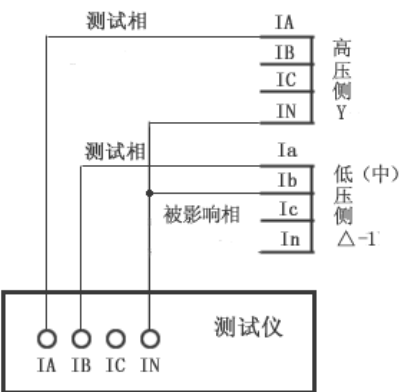 测试相
IA
IB
IC
IN
高压侧
Y
测试相
Ia
Ib
被影响相
Ic
In
低（中）
压
侧
△-1
测试仪
IA IB IC IN